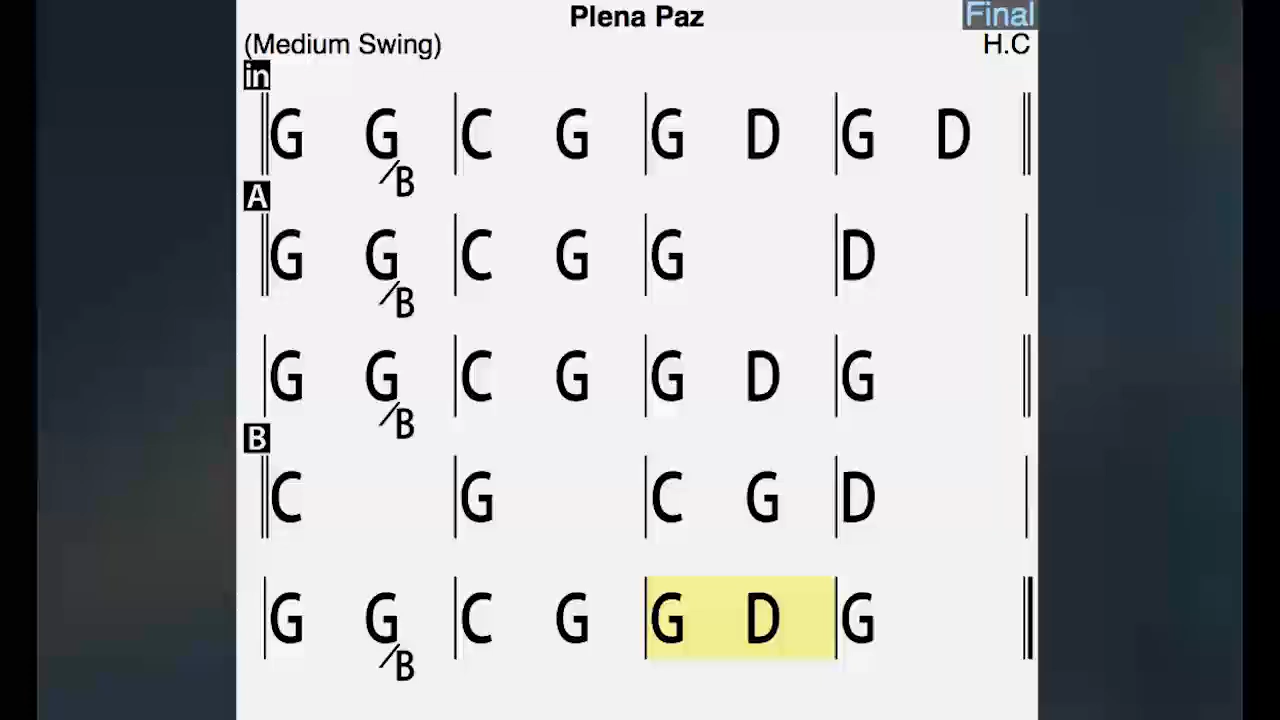 Plena Paz
Final
(Medium Swing)
H.C
in
G G/B C G G D G D
A
G G/B C G G D
G G/B C G G D G
B
C G C G D
G G/B C G G D G